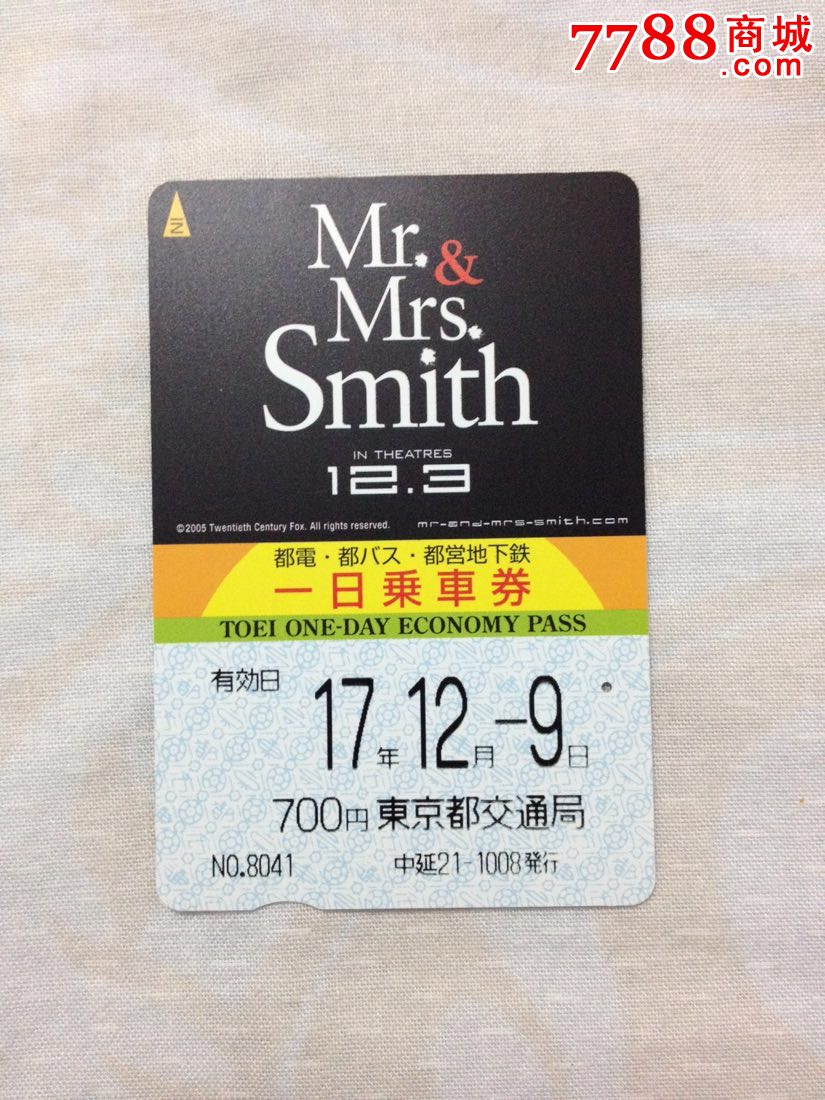 7788商城
.com
IN
Mr. &
Mrs.
Smith
IN THEATRES
12.3
©2005 Twentieth Century Fox. All rights reserved. mr-and-mrs-smith.com
都電・都バス・都営地下鉄
一日乗車券
TOEI ONE-DAY ECONOMY PASS
有効日 17年12月-9日
700円 東京都交通局
NO.8041 中延21-1008発行